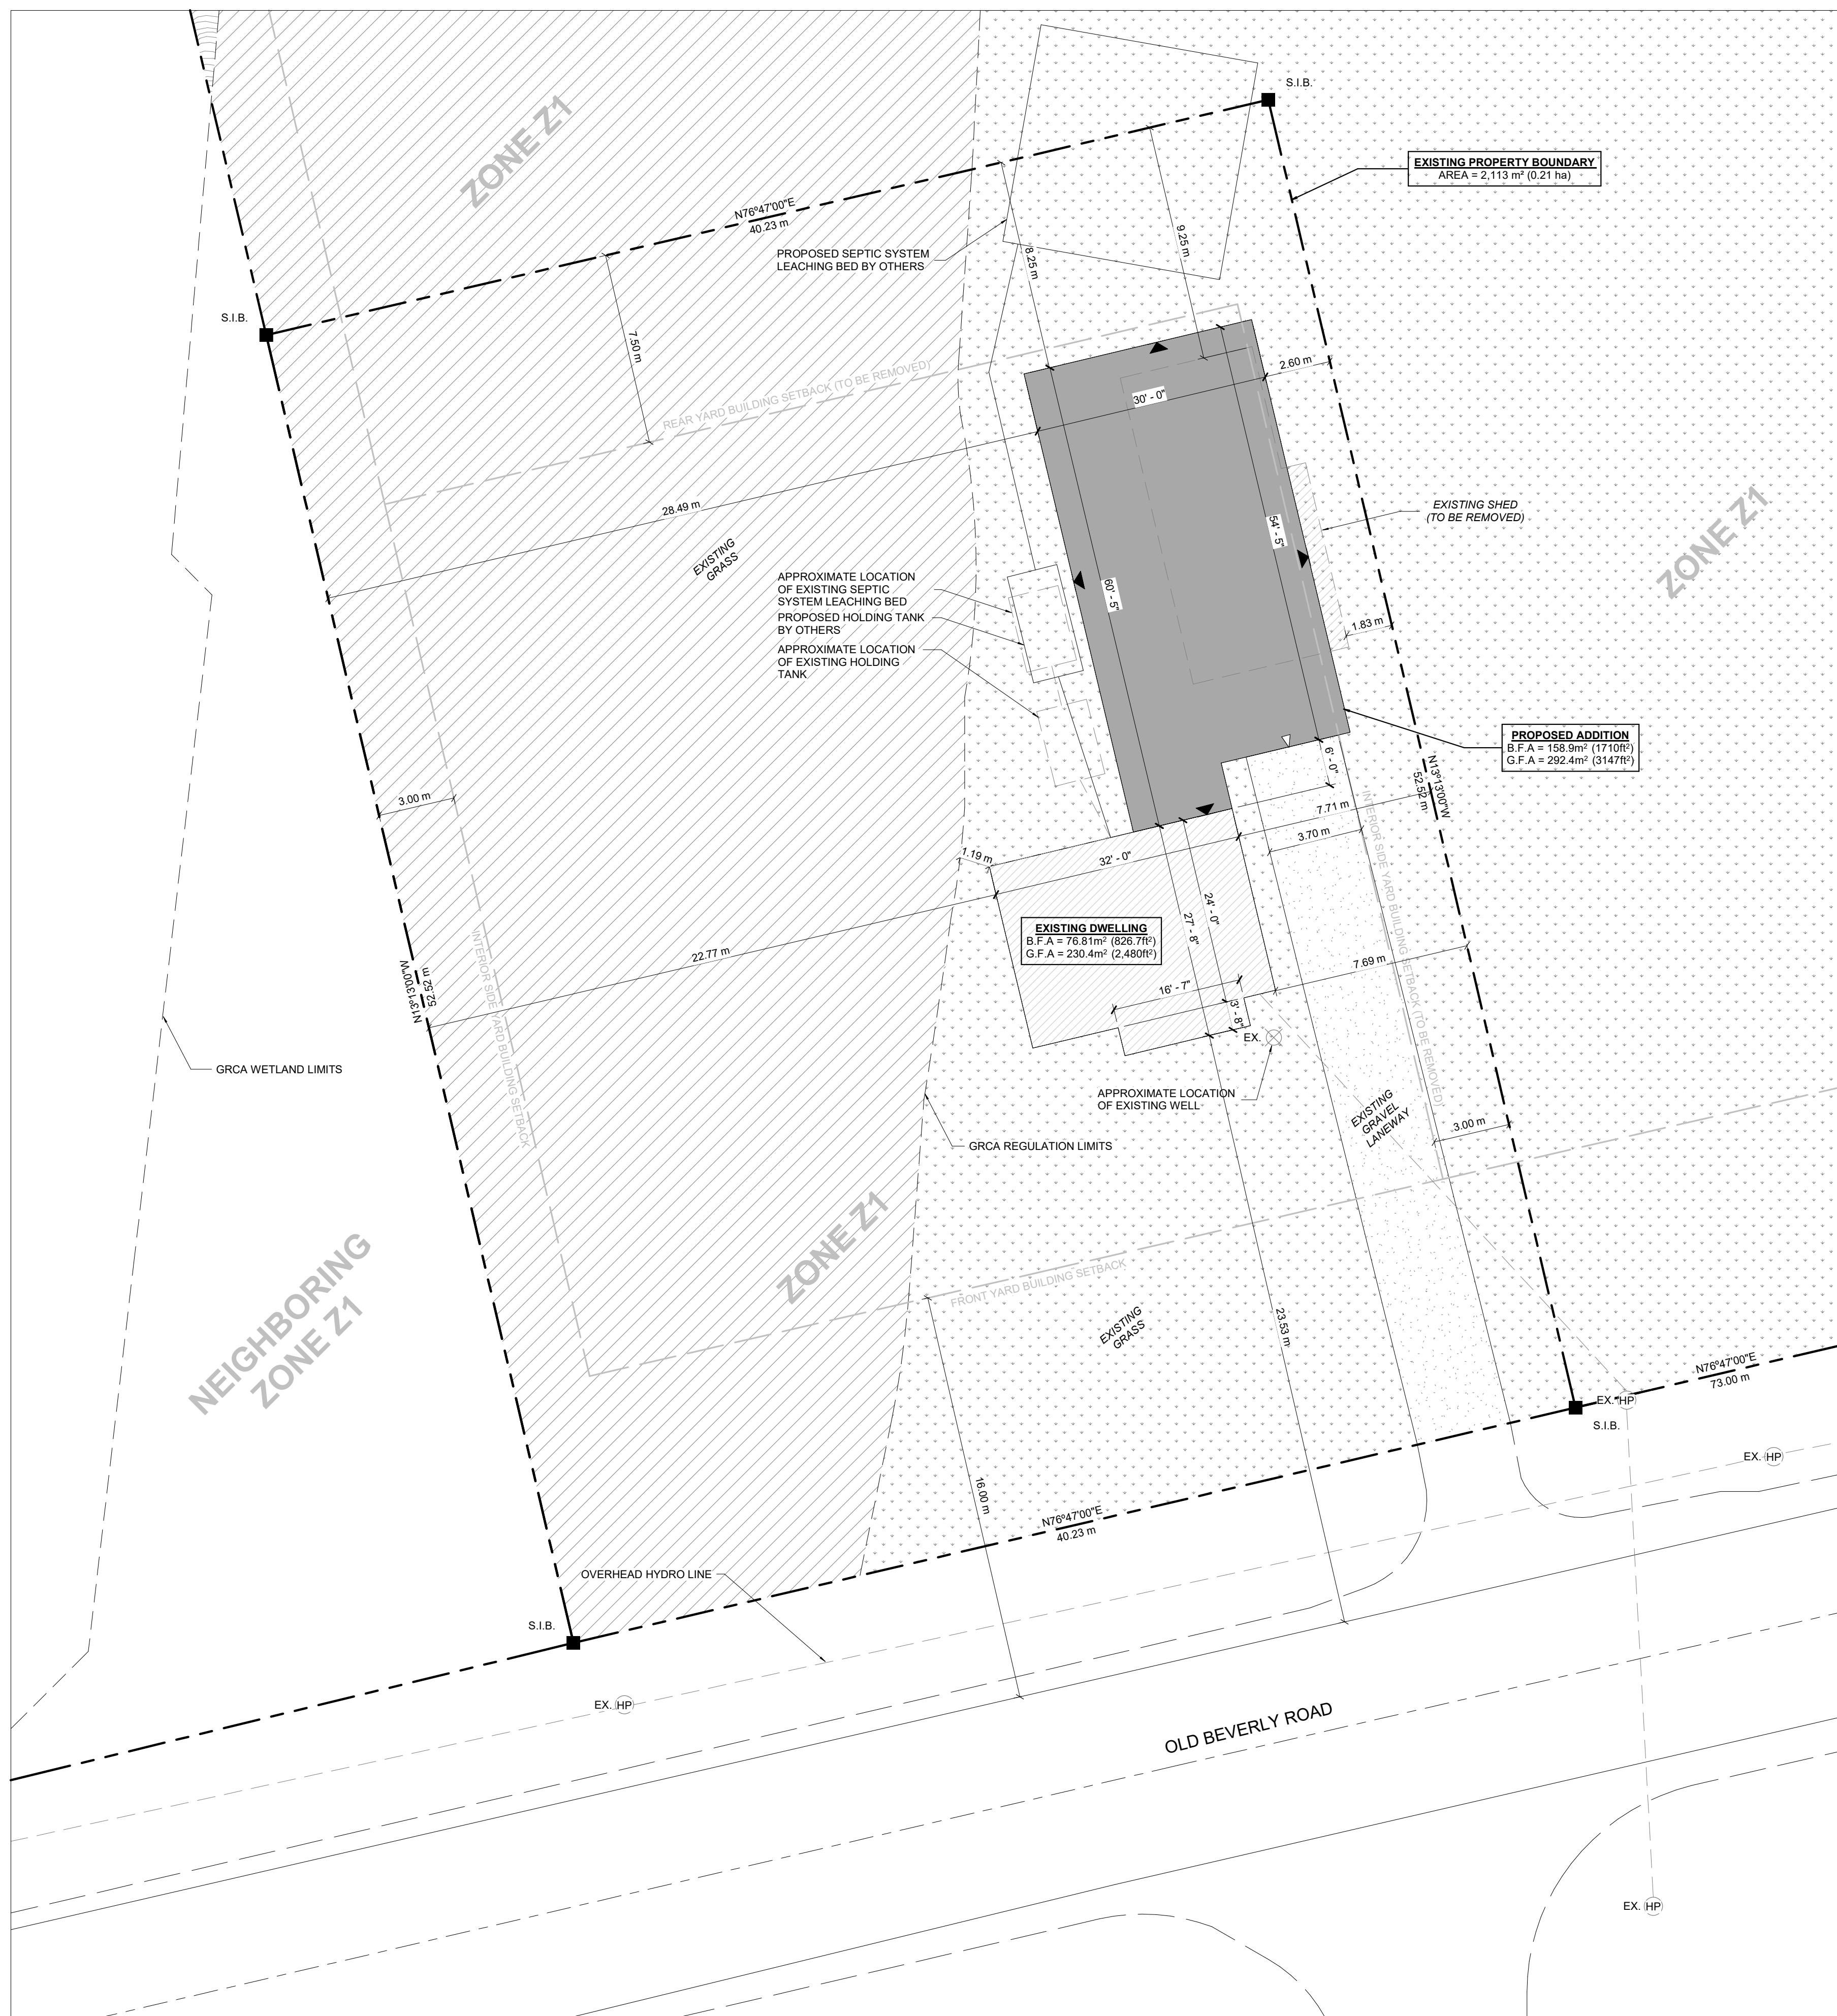 S.I.B.
ZONE Z1
EXISTING PROPERTY BOUNDARY
AREA = 2,113 m² (0.21 ha)
N76°47'00"E
40.23 m
PROPOSED SEPTIC SYSTEM
LEACHING BED BY OTHERS
8.25 m
9.25 m
S.I.B.
7.50 m
REAR YARD BUILDING SETBACK (TO BE REMOVED)
2.60 m
30' - 0"
28.49 m
EXISTING SHED
(TO BE REMOVED)
ZONE Z1
54' - 5"
EXISTING
GRASS
APPROXIMATE LOCATION
OF EXISTING SEPTIC
SYSTEM LEACHING BED
PROPOSED HOLDING TANK
BY OTHERS
APPROXIMATE LOCATION
OF EXISTING HOLDING
TANK
60' - 5"
1.83 m
PROPOSED ADDITION
B.F.A = 158.9m² (1710ft²)
G.F.A = 292.4m² (3147ft²)
6' - 0"
N13°13'00"W
52.52 m
3.00 m
7.71 m
3.70 m
1.19 m
32' - 0"
INTERIOR SIDE YARD BUILDING SETBACK (TO BE REMOVED)
EXISTING DWELLING
B.F.A = 76.81m² (826.7ft²)
G.F.A = 230.4m² (2,480ft²)
24' - 0"
27' - 8"
22.77 m
7.69 m
N13°13'00"W
52.52 m
INTERIOR SIDE YARD BUILDING SETBACK
16' - 7"
3' - 8"
EX.
GRCA WETLAND LIMITS
APPROXIMATE LOCATION
OF EXISTING WELL
EXISTING
GRAVEL
LANEWAY
3.00 m
GRCA REGULATION LIMITS
ZONE Z1
FRONT YARD BUILDING SETBACK
NEIGHBORING
ZONE Z1
EXISTING
GRASS
23.53 m
N76°47'00"E
73.00 m
EX. HP
S.I.B.
EX. HP
16.00 m
N76°47'00"E
40.23 m
OVERHEAD HYDRO LINE
S.I.B.
EX. HP
OLD BEVERLY ROAD
EX. HP